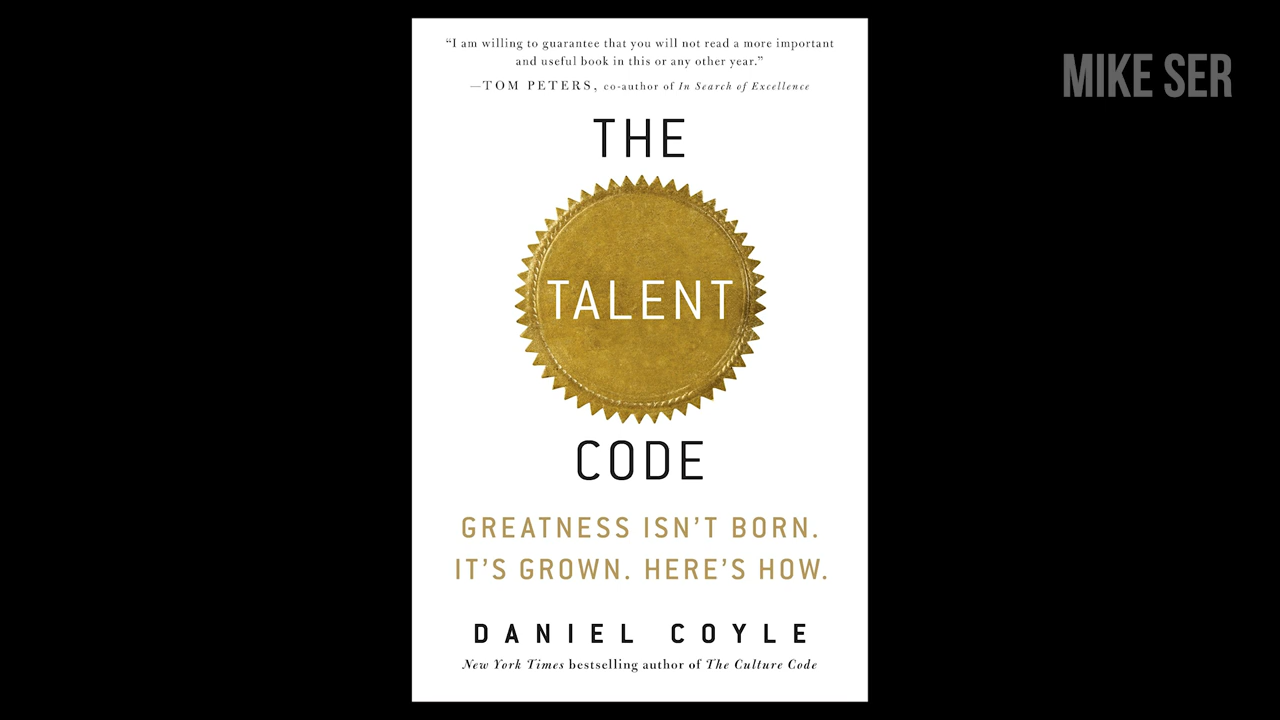 “I am willing to guarantee that you will not read a more important
and useful book in this or any other year.”
—TOM PETERS, co-author of In Search of Excellence
MIKE SER
THE
TALENT
CODE
GREATNESS ISN’T BORN.
IT’S GROWN. HERE’S HOW.
DANIEL COYLE
New York Times bestselling author of The Culture Code